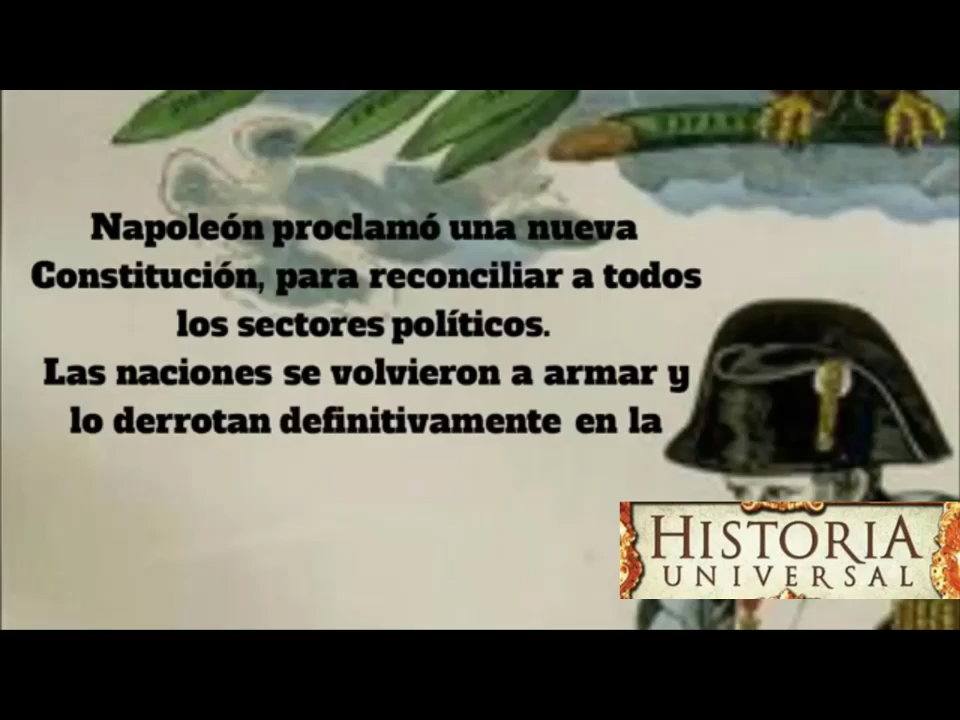 Napoleón proclamó una nueva
Constitución, para reconciliar a todos
los sectores políticos.
Las naciones se volvieron a armar y
lo derrotan definitivamente en la
HISTORIA
UNIVERSAL